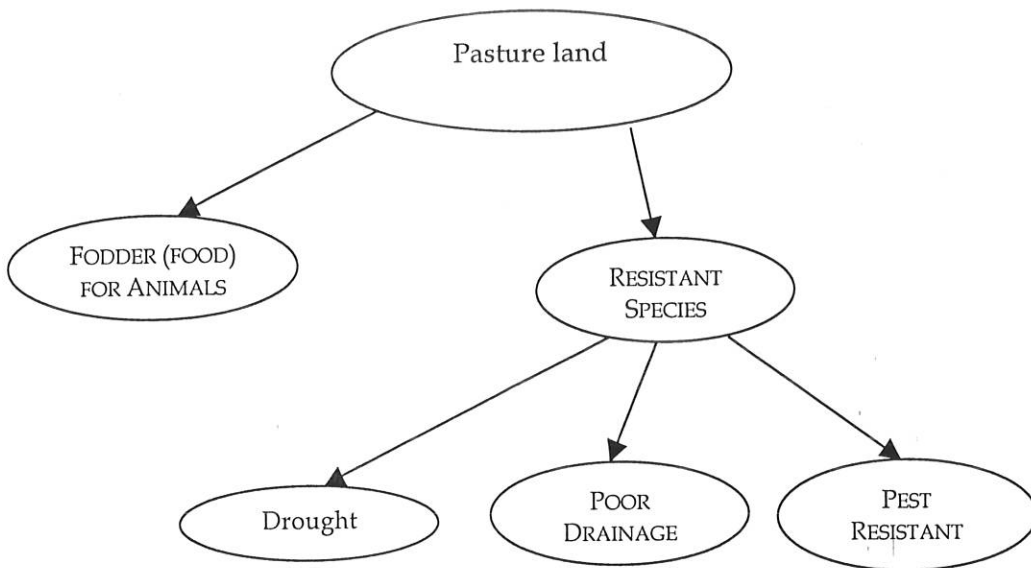 Pasture land
FODDER (FOOD)
FOR ANIMALS
RESISTANT
SPECIES
Drought
POOR
DRAINAGE
PEST
RESISTANT